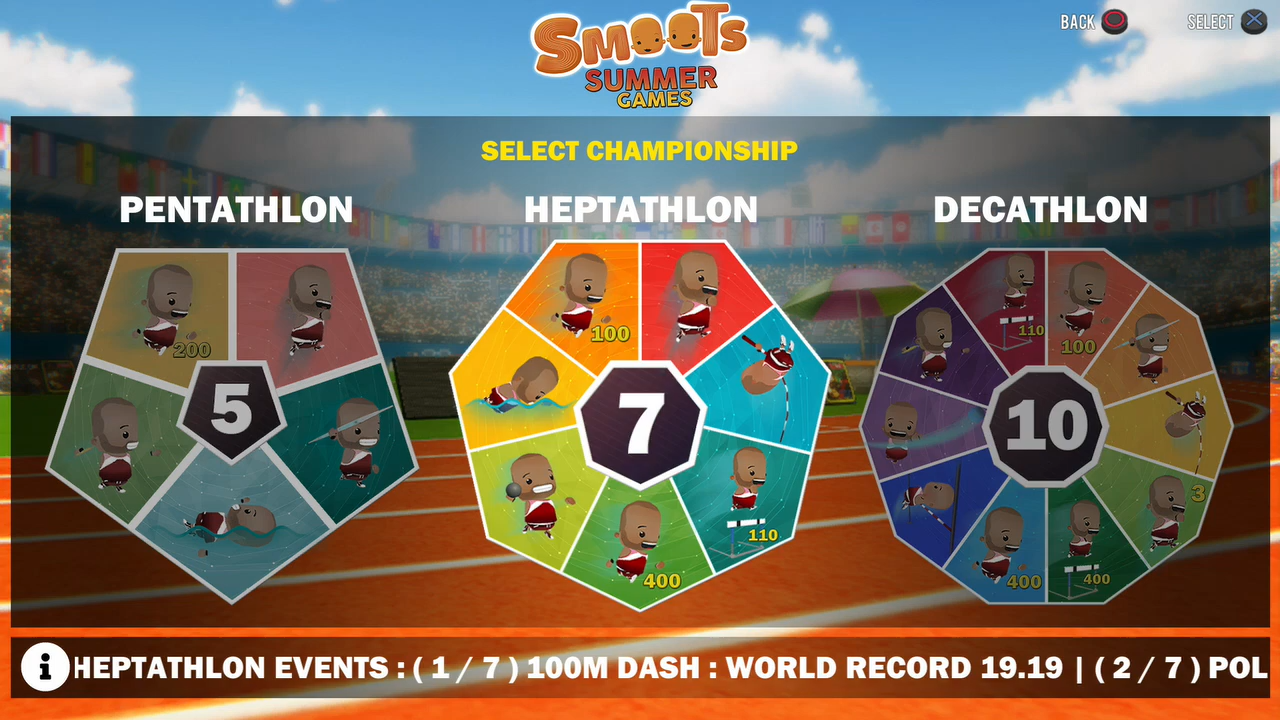 BACK
SELECT
SMOOTS
SUMMER
GAMES
SELECT CHAMPIONSHIP
PENTATHLON
HEPTATHLON
DECATHLON
200
5
100
7
110
400
110
100
10
3
400
400
HEPTATHLON EVENTS : ( 1 / 7 ) 100M DASH : WORLD RECORD 19.19 | ( 2 / 7 ) POL